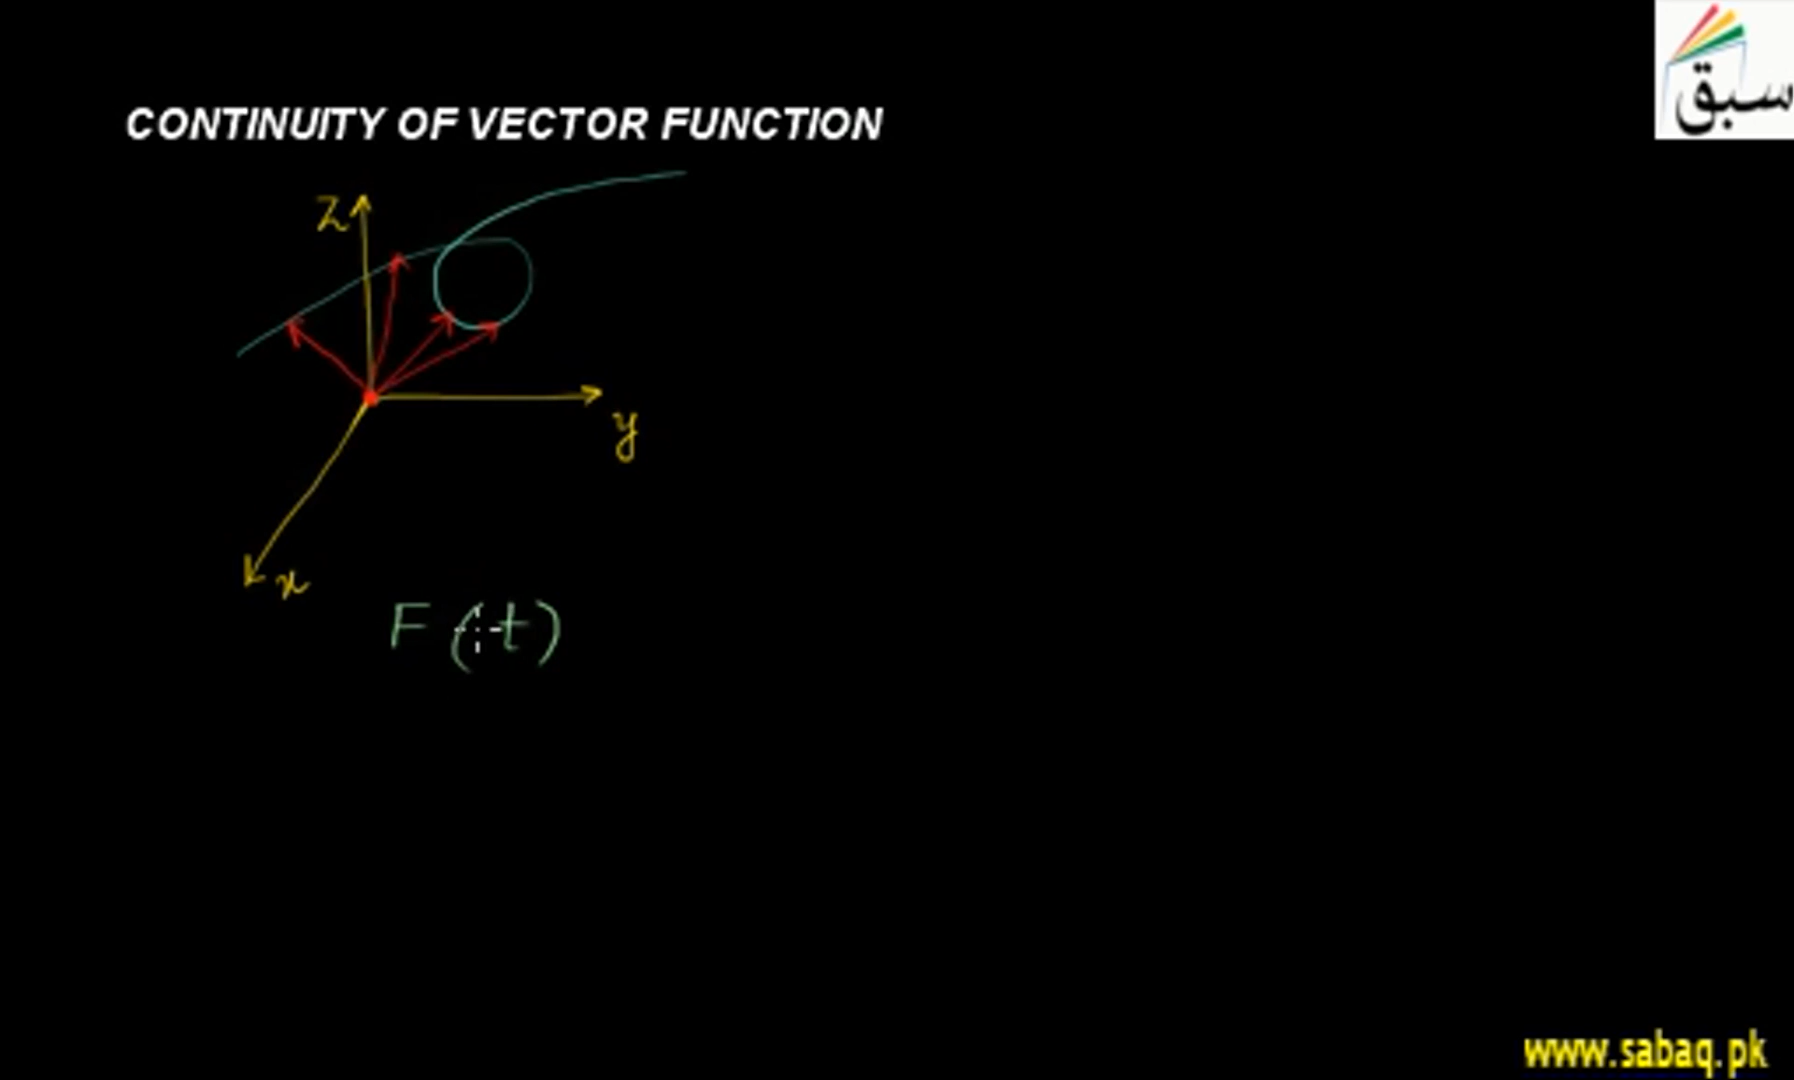 سبق
CONTINUITY OF VECTOR FUNCTION
z
y
x
F (t)
www.sabaq.pk